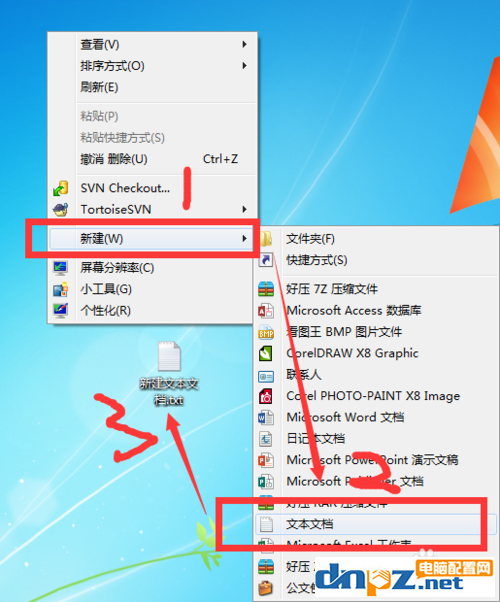 查看(V)
排序方式(O)
刷新(E)
粘贴(P)
粘贴快捷方式(S)
撤消 删除(U) Ctrl+Z
SVN Checkout...
TortoiseSVN
1
新建(W)
屏幕分辨率(C)
小工具(G)
个性化(R)
文件夹(F)
快捷方式(S)
好压 7Z 压缩文件
Microsoft Access 数据库
看图王 BMP 图片文件
CorelDRAW X8 Graphic
联系人
Corel PHOTO-PAINT X8 Image
Microsoft Word 文档
日记本文档
Microsoft PowerPoint 演示文稿
Microsoft 文档
2
好压 RAR 压缩文件
文本文档
Microsoft Excel 工作表
好压
公文包
新建文本文
档.txt
3
电脑配置网
dnpz.net